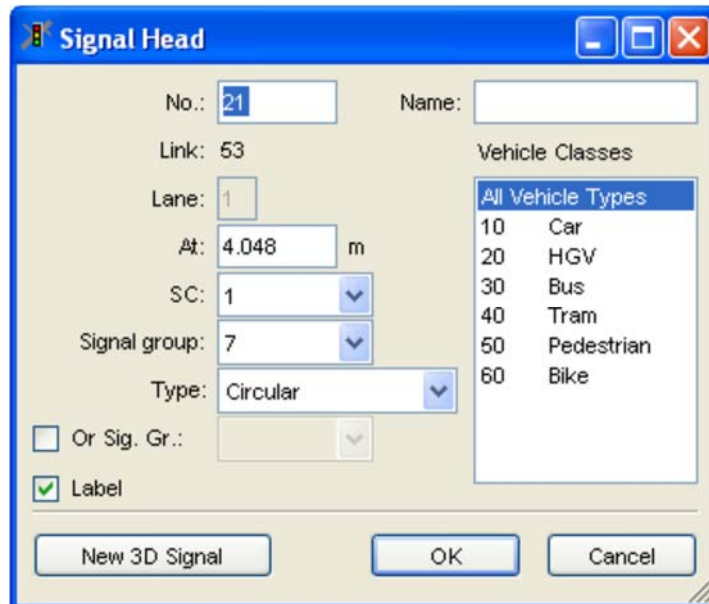 Signal Head
No.: 21 Name:
Link: 53 Vehicle Classes
Lane: 1 All Vehicle Types
10 Car
At: 4.048 m 20 HGV
SC: 1 30 Bus
40 Tram
Signal group: 7 50 Pedestrian
Type: Circular 60 Bike
Or Sig. Gr.:
Label
New 3D Signal OK Cancel